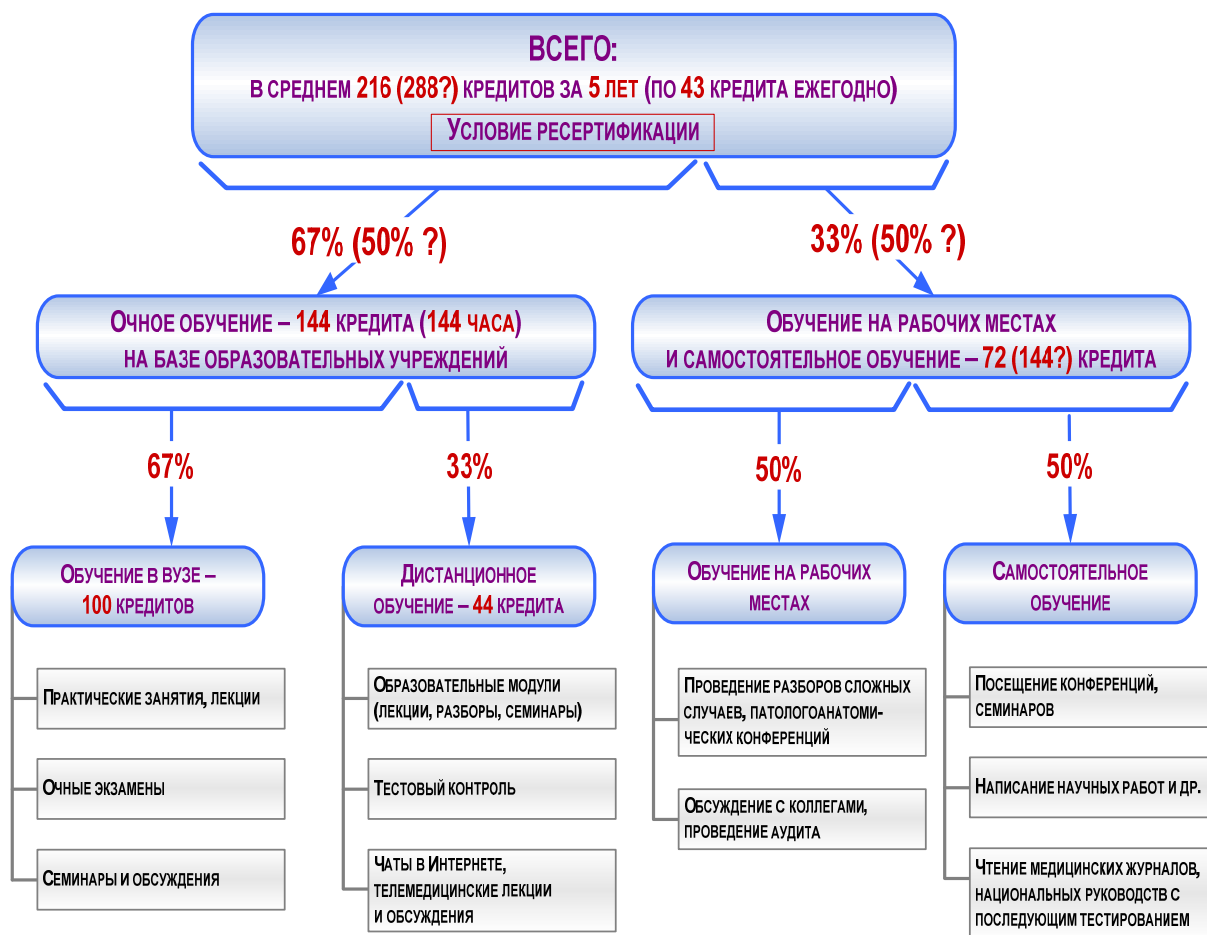 ВСЕГО:
В СРЕДНЕМ 216 (288?) КРЕДИТОВ ЗА 5 ЛЕТ (ПО 43 КРЕДИТА ЕЖЕГОДНО)
УСЛОВИЕ РЕСЕРТИФИКАЦИИ
67% (50% ?)
33% (50% ?)
ОЧНОЕ ОБУЧЕНИЕ – 144 КРЕДИТА (144 ЧАСА)
НА БАЗЕ ОБРАЗОВАТЕЛЬНЫХ УЧРЕЖДЕНИЙ
ОБУЧЕНИЕ НА РАБОЧИХ МЕСТАХ
И САМОСТОЯТЕЛЬНОЕ ОБУЧЕНИЕ – 72 (144?) КРЕДИТА
67%
33%
50%
50%
ОБУЧЕНИЕ В ВУЗЕ –
100 КРЕДИТОВ
ПРАКТИЧЕСКИЕ ЗАНЯТИЯ, ЛЕКЦИИ
ОЧНЫЕ ЭКЗАМЕНЫ
СЕМИНАРЫ И ОБСУЖДЕНИЯ
ДИСТАНЦИОННОЕ
ОБУЧЕНИЕ – 44 КРЕДИТА
ОБРАЗОВАТЕЛЬНЫЕ МОДУЛИ
(ЛЕКЦИИ, РАЗБОРЫ, СЕМИНАРЫ)
ТЕСТОВЫЙ КОНТРОЛЬ
ЧАТЫ В ИНТЕРНЕТЕ,
ТЕЛЕМЕДИЦИНСКИЕ ЛЕКЦИИ
И ОБСУЖДЕНИЯ
ОБУЧЕНИЕ НА РАБОЧИХ
МЕСТАХ
ПРОВЕДЕНИЕ РАЗБОРОВ СЛОЖНЫХ
СЛУЧАЕВ, ПАТОЛОГОАНАТОМИ-
ЧЕСКИХ КОНФЕРЕНЦИЙ
ОБСУЖДЕНИЕ С КОЛЛЕГАМИ,
ПРОВЕДЕНИЕ АУДИТА
САМОСТОЯТЕЛЬНОЕ
ОБУЧЕНИЕ
ПОСЕЩЕНИЕ КОНФЕРЕНЦИЙ,
СЕМИНАРОВ
НАПИСАНИЕ НАУЧНЫХ РАБОТ И ДР.
ЧТЕНИЕ МЕДИЦИНСКИХ ЖУРНАЛОВ,
НАЦИОНАЛЬНЫХ РУКОВОДСТВ С
ПОСЛЕДУЮЩИМ ТЕСТИРОВАНИЕМ